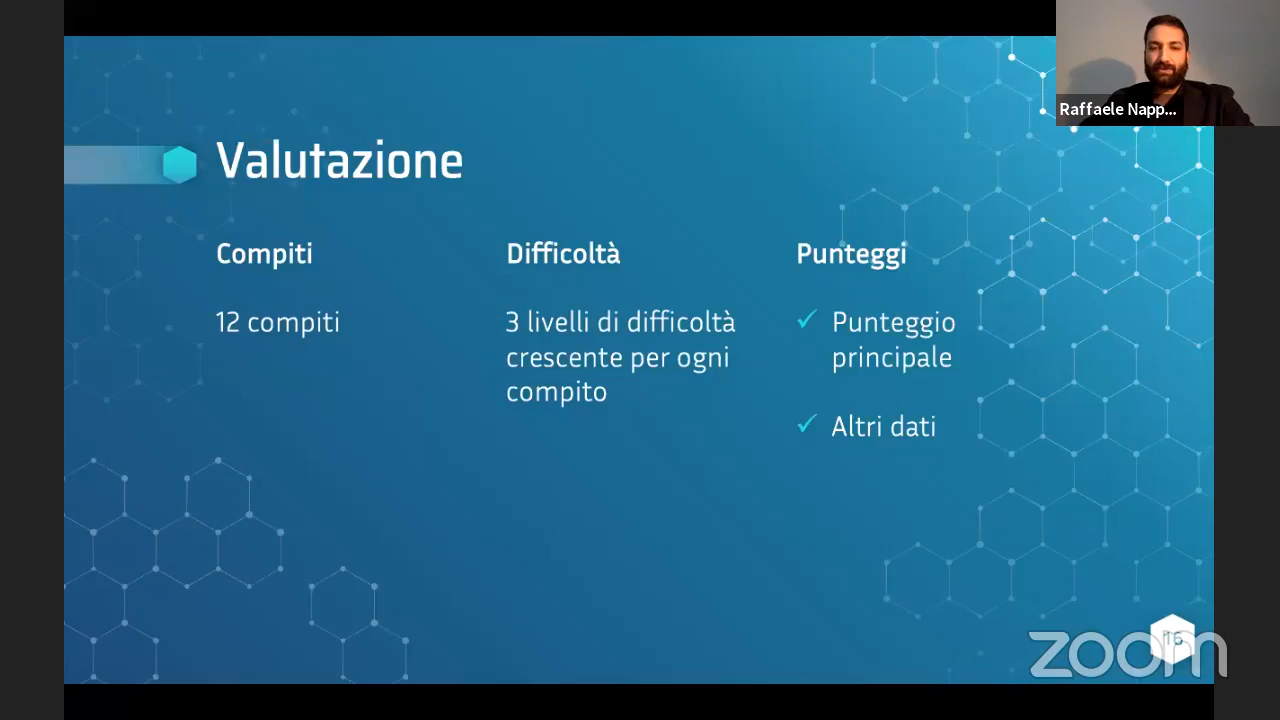 Raffaele Napp...
Valutazione
Compiti
12 compiti
Difficoltà
3 livelli di difficoltà
crescente per ogni
compito
Punteggi
✓ Punteggio
principale
✓ Altri dati
16
zoom